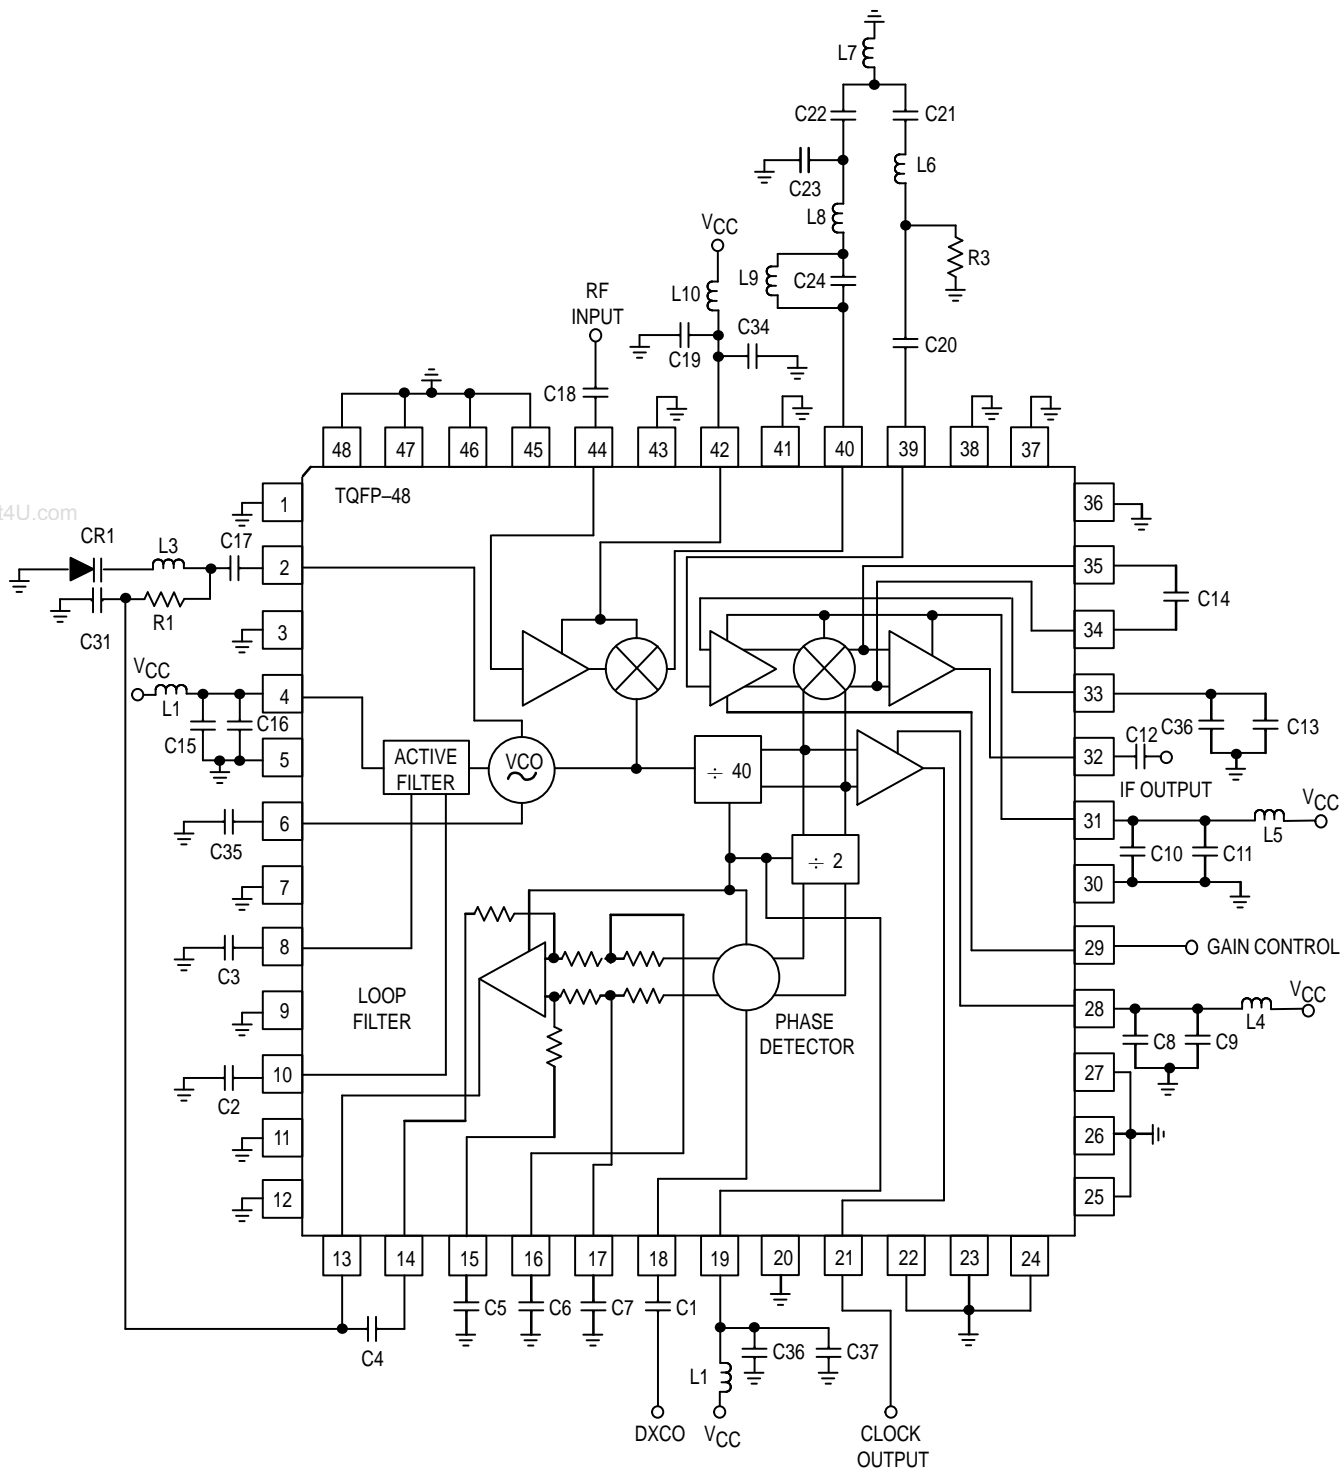 L7
C22
C21
C23
L6
L8
VCC
L9
C24
R3
L10
RF
INPUT
C34
C19
C20
C18
48
47
46
45
44
43
42
41
40
39
38
37
TQFP–48
1
36
t4U.com
CR1
L3
C17
2
35
C14
C31
R1
3
34
VCC
L1
4
33
C15
C16
C36
C13
C12
5
32
IF OUTPUT
ACTIVE
FILTER
VCO
÷ 40
VCC
6
31
L5
C35
C10
C11
÷ 2
7
30
8
29
GAIN CONTROL
C3
LOOP
FILTER
9
28
VCC
L4
PHASE
DETECTOR
C8
C9
10
27
C2
11
26
12
25
13
14
15
16
17
18
19
20
21
22
23
24
C5
C6
C7
C1
C4
C36
C37
L1
DXCO
VCC
CLOCK
OUTPUT